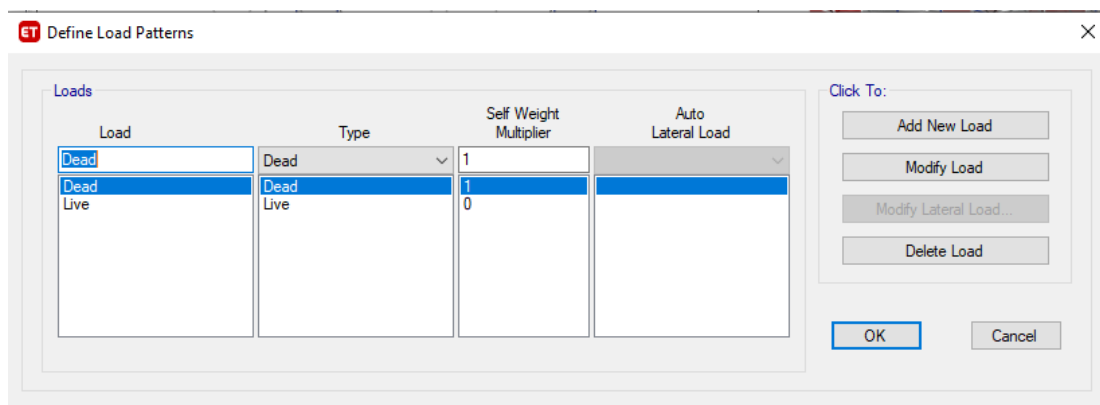 ET Define Load Patterns
Loads
Load
Type
Self Weight
Multiplier
Auto
Lateral Load
Dead
Dead
1
Dead
Dead
1
Live
Live
0
Click To:
Add New Load
Modify Load
Modify Lateral Load...
Delete Load
OK
Cancel